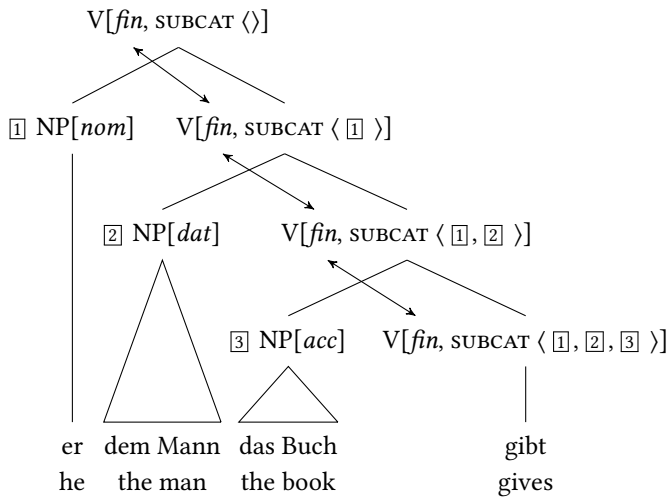 V[fin, SUBCAT ⟨⟩]
1 NP[nom] V[fin, SUBCAT ⟨ 1 ⟩]
2 NP[dat] V[fin, SUBCAT ⟨ 1, 2 ⟩]
3 NP[acc] V[fin, SUBCAT ⟨ 1, 2, 3 ⟩]
er dem Mann das Buch gibt
he the man the book gives